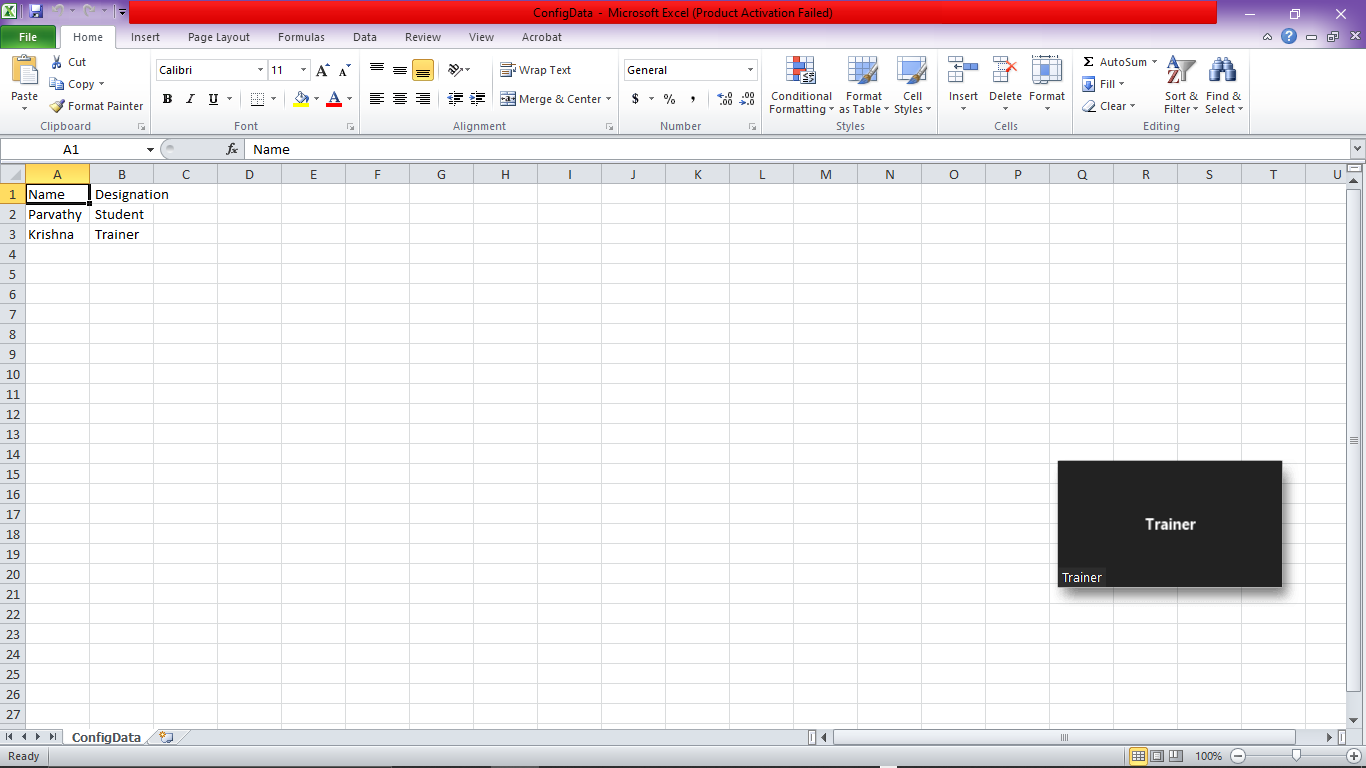 ConfigData - Microsoft Excel (Product Activation Failed)
File Home Insert Page Layout Formulas Data Review View Acrobat
Paste
Cut
Copy
Format Painter
Clipboard
Calibri 11
B I U
Font
Wrap Text
Merge & Center
Alignment
General
$ % ,
Number
Conditional Formatting
Format as Table
Cell Styles
Styles
Insert
Delete
Format
Cells
Σ AutoSum
Fill
Clear
Sort & Filter
Find & Select
Editing
A1 fx Name
A B C D E F G H I J K L M N O P Q R S T U
1 Name Designation
2 Parvathy Student
3 Krishna Trainer
4
5
6
7
8
9
10
11
12
13
14
15
16
17
18
19
20
21
22
23
24
25
26
27
Trainer
Trainer
ConfigData
Ready 100%